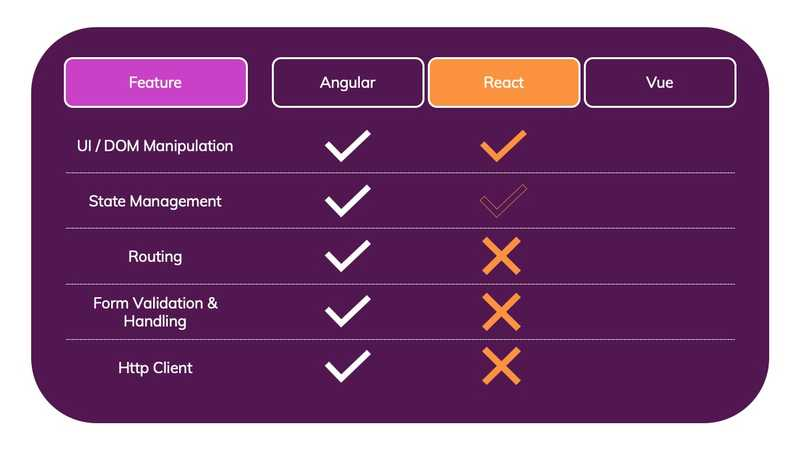 Feature
Angular
React
Vue
UI / DOM Manipulation
State Management
Routing
Form Validation &
Handling
Http Client